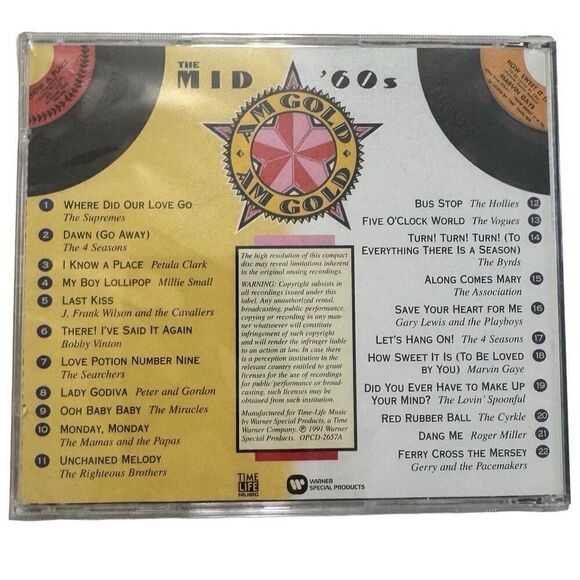 THE
MID '60s
AM GOLD
AM GOLD
HOW SWEET IT IS
MARVIN GAYE
1 WHERE DID OUR LOVE GO
The Supremes
2 DAWN (GO AWAY)
The 4 Seasons
3 I KNOW A PLACE Petula Clark
4 MY BOY LOLLIPOP Millie Small
5 LAST KISS
J. Frank Wilson and the Cavaliers
6 THERE! I'VE SAID IT AGAIN
Bobby Vinton
7 LOVE POTION NUMBER NINE
The Searchers
8 LADY GODIVA Peter and Gordon
9 OOH BABY BABY The Miracles
10 MONDAY, MONDAY
The Mamas and the Papas
11 UNCHAINED MELODY
The Righteous Brothers
The high resolution of this compact
disc may reveal limitations inherent
in the original analog recordings.
WARNING: Copyright subsists in
all recordings issued under this
label. Any unauthorized rental,
broadcasting, public performance,
copying or recording in any man-
ner whatsoever will constitute
infringement of such copyright
and will render the infringer liable
to an action at law. In case there
is a perception institution in the
relevant country entitled to grant
licenses for the use of recordings
for public performance or broad-
casting, such licenses may be
obtained from such institution.
Manufactured for Time-Life Music
by Warner Special Products, a Time
Warner Company. ℗ 1991 Warner
Special Products. OPCD-2657A
BUS STOP The Hollies 12
FIVE O'CLOCK WORLD The Vogues 13
TURN! TURN! TURN! (TO 14
EVERYTHING THERE IS A SEASON)
The Byrds
ALONG COMES MARY 15
The Association
SAVE YOUR HEART FOR ME 16
Gary Lewis and the Playboys
LET'S HANG ON! The 4 Seasons 17
HOW SWEET IT IS (TO BE LOVED 18
BY YOU) Marvin Gaye
DID YOU EVER HAVE TO MAKE UP 19
YOUR MIND? The Lovin' Spoonful
RED RUBBER BALL The Cyrkle 20
DANG ME Roger Miller 21
FERRY CROSS THE MERSEY 22
Gerry and the Pacemakers
TIME
LIFE
MUSIC
WARNER
SPECIAL PRODUCTS